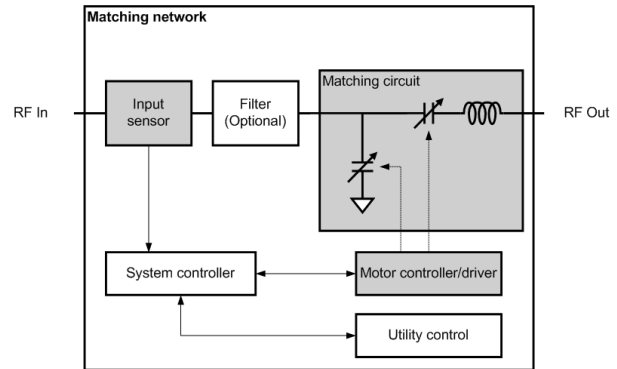 Matching network
Matching circuit
RF In
Input
sensor
Filter
(Optional)
RF Out
System controller
Motor controller/driver
Utility control